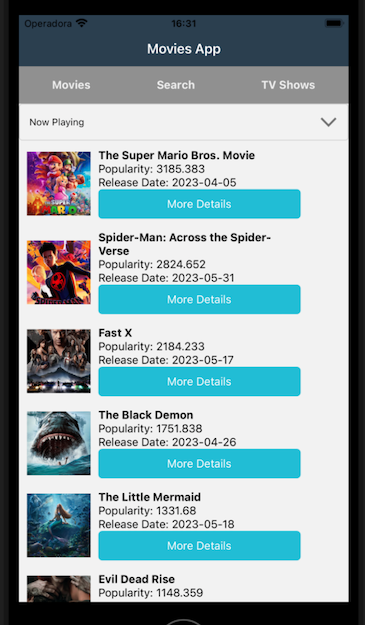 Operadora 16:31
Movies App
Movies Search TV Shows
Now Playing
The Super Mario Bros. Movie
Popularity: 3185.383
Release Date: 2023-04-05
More Details
Spider-Man: Across the Spider-
Verse
Popularity: 2824.652
Release Date: 2023-05-31
More Details
Fast X
Popularity: 2184.233
Release Date: 2023-05-17
More Details
The Black Demon
Popularity: 1751.838
Release Date: 2023-04-26
More Details
The Little Mermaid
Popularity: 1331.68
Release Date: 2023-05-18
More Details
Evil Dead Rise
Popularity: 1148.359